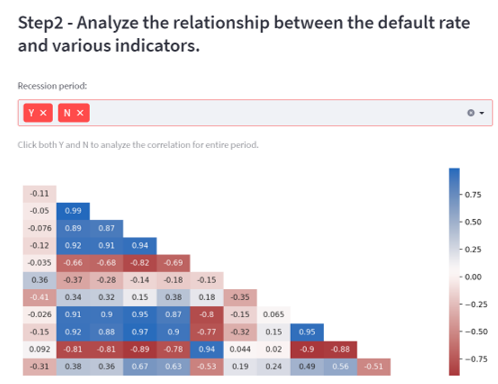 Step2 - Analyze the relationship between the default rate
and various indicators.
Recession period:
Y × N ×
Click both Y and N to analyze the correlation for entire period.
-0.11
-0.05 0.99
-0.076 0.89 0.87
-0.12 0.92 0.91 0.94
-0.035 -0.66 -0.68 -0.82 -0.69
0.36 -0.37 -0.28 -0.14 -0.18 -0.15
-0.41 0.34 0.32 0.15 0.38 0.18 -0.35
-0.026 0.91 0.9 0.95 0.87 -0.8 -0.15 0.065
-0.15 0.92 0.88 0.97 0.9 -0.77 -0.32 0.15 0.95
0.092 -0.81 -0.81 -0.89 -0.78 0.94 0.044 0.02 -0.9 -0.88
-0.31 0.38 0.36 0.67 0.63 -0.53 0.19 0.24 0.49 0.56 -0.51
0.75
0.50
0.25
0.00
-0.25
-0.50
-0.75